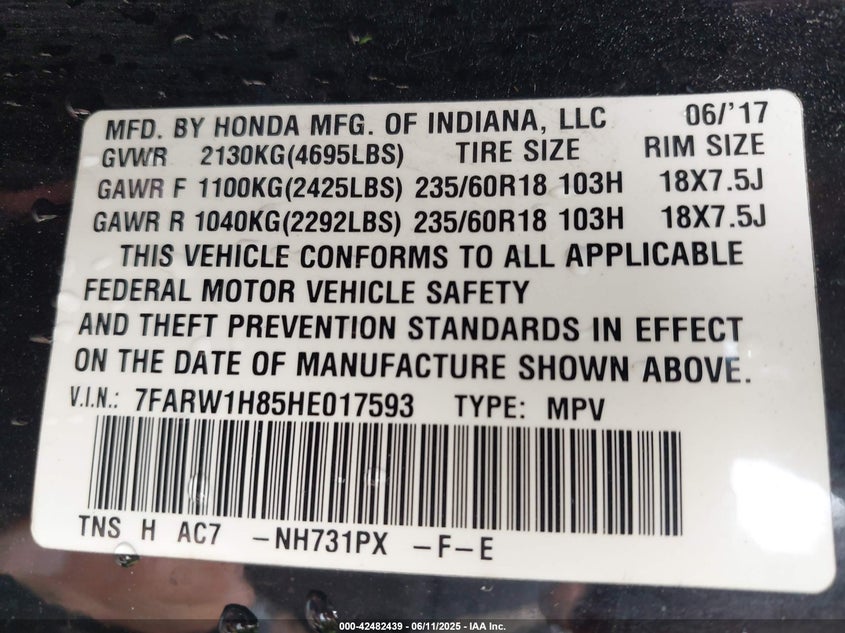 MFD. BY HONDA MFG. OF INDIANA, LLC 06/'17
GVWR 2130KG(4695LBS) TIRE SIZE RIM SIZE
GAWR F 1100KG(2425LBS) 235/60R18 103H 18X7.5J
GAWR R 1040KG(2292LBS) 235/60R18 103H 18X7.5J
THIS VEHICLE CONFORMS TO ALL APPLICABLE
FEDERAL MOTOR VEHICLE SAFETY
AND THEFT PREVENTION STANDARDS IN EFFECT
ON THE DATE OF MANUFACTURE SHOWN ABOVE.
V.I.N.: 7FARW1H85HE017593 TYPE: MPV
TNS H AC7 -NH731PX -F-E
000-42482439 - 06/11/2025 - IAA Inc.